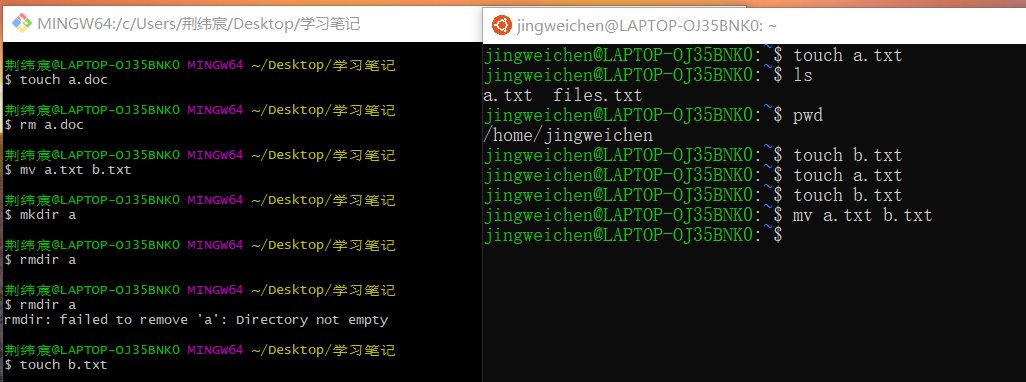 MINGW64:/c/Users/荆纬宸/Desktop/学习笔记
荆纬宸@LAPTOP-OJ35BNK0 MINGW64 ~/Desktop/学习笔记
$ touch a.doc
荆纬宸@LAPTOP-OJ35BNK0 MINGW64 ~/Desktop/学习笔记
$ rm a.doc
荆纬宸@LAPTOP-OJ35BNK0 MINGW64 ~/Desktop/学习笔记
$ mv a.txt b.txt
荆纬宸@LAPTOP-OJ35BNK0 MINGW64 ~/Desktop/学习笔记
$ mkdir a
荆纬宸@LAPTOP-OJ35BNK0 MINGW64 ~/Desktop/学习笔记
$ rmdir a
荆纬宸@LAPTOP-OJ35BNK0 MINGW64 ~/Desktop/学习笔记
$ rmdir a
rmdir: failed to remove 'a': Directory not empty
荆纬宸@LAPTOP-OJ35BNK0 MINGW64 ~/Desktop/学习笔记
$ touch b.txt
jingweichen@LAPTOP-OJ35BNK0: ~
jingweichen@LAPTOP-OJ35BNK0:~$ touch a.txt
jingweichen@LAPTOP-OJ35BNK0:~$ ls
a.txt  files.txt
jingweichen@LAPTOP-OJ35BNK0:~$ pwd
/home/jingweichen
jingweichen@LAPTOP-OJ35BNK0:~$ touch b.txt
jingweichen@LAPTOP-OJ35BNK0:~$ touch a.txt
jingweichen@LAPTOP-OJ35BNK0:~$ touch b.txt
jingweichen@LAPTOP-OJ35BNK0:~$ mv a.txt b.txt
jingweichen@LAPTOP-OJ35BNK0:~$